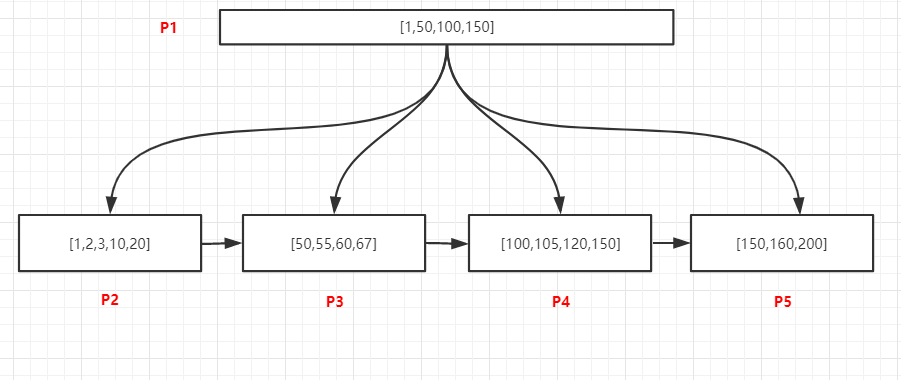 P1
[1,50,100,150]
[1,2,3,10,20]
[50,55,60,67]
[100,105,120,150]
[150,160,200]
P2
P3
P4
P5